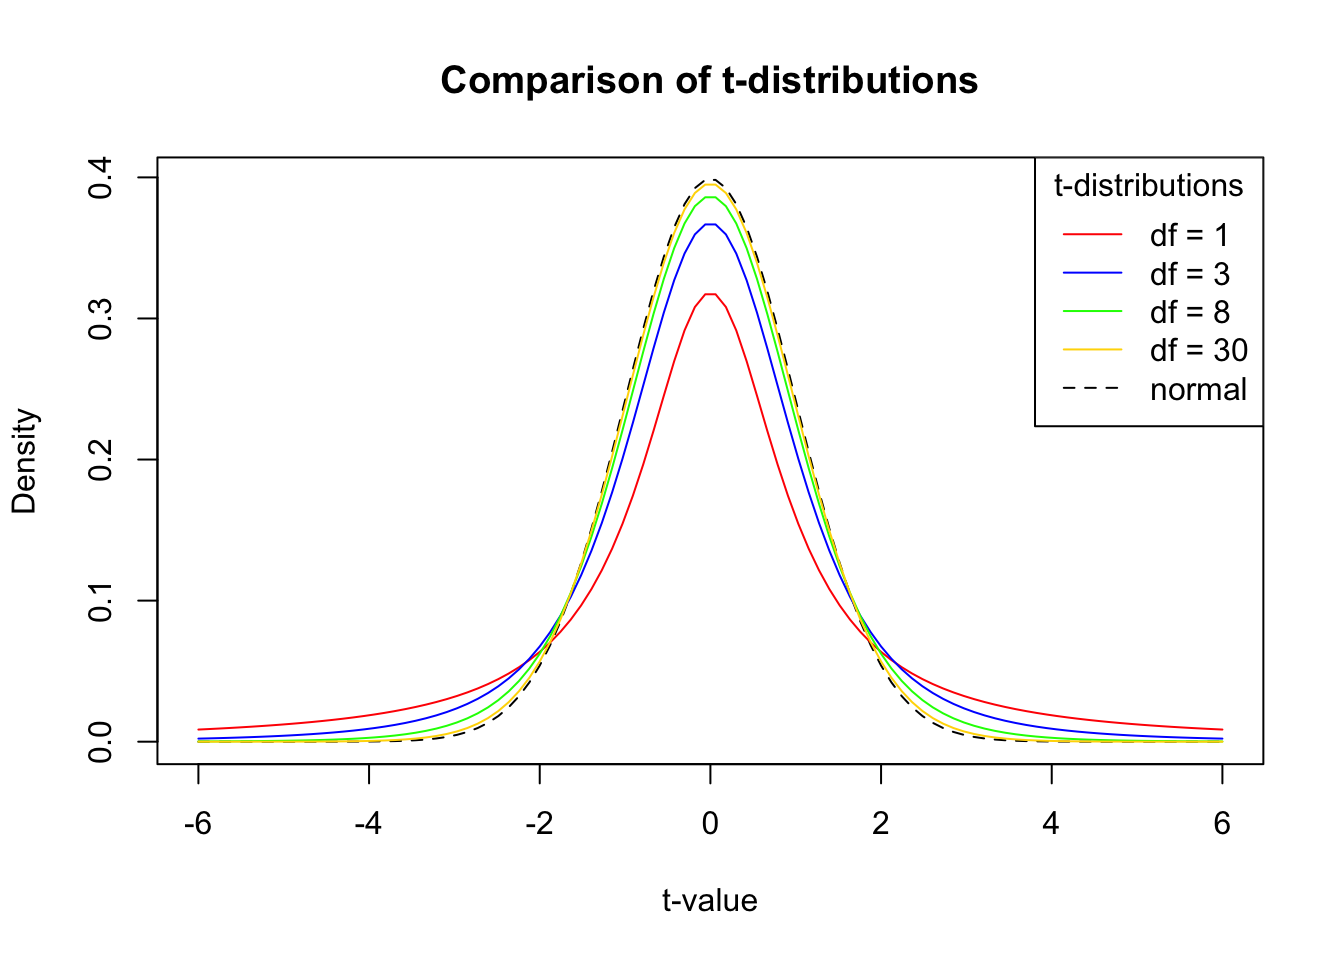 Comparison of t-distributions
Density
0.4
0.3
0.2
0.1
0.0
t-distributions
df = 1
df = 3
df = 8
df = 30
normal
-6 -4 -2 0 2 4 6
t-value